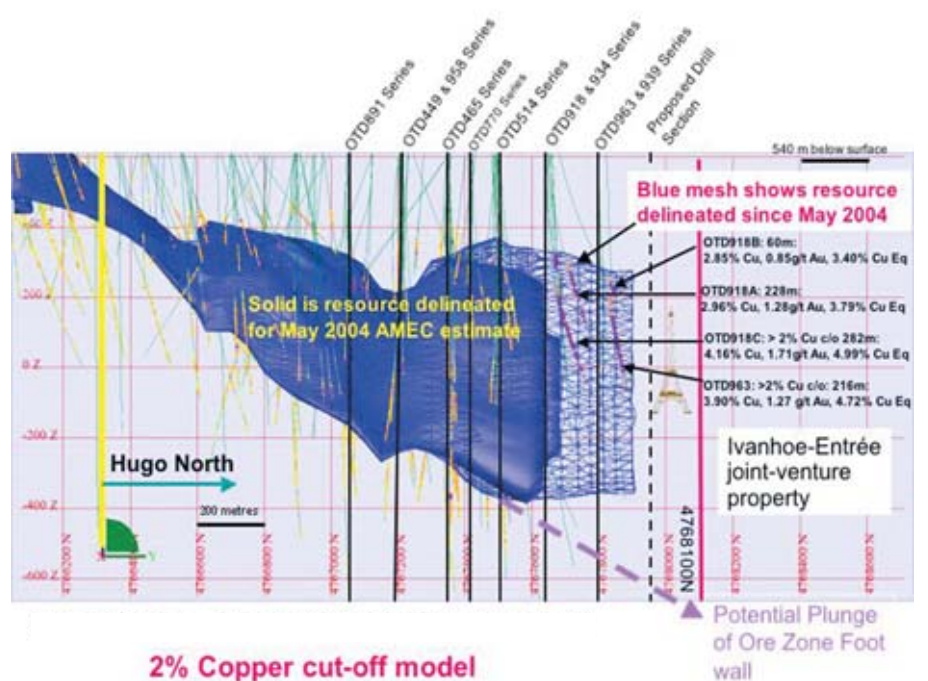 OTD891 Series
OTD449 & 958 Series
OTD465 Series
OTD770 Series
OTD514 Series
OTD918 & 934 Series
OTD963 & 939 Series
Proposed Drill
Section
540 m below surface
Blue mesh shows resource
delineated since May 2004
OTD918B: 60m:
2.85% Cu, 0.85g/t Au, 3.40% Cu Eq
OTD918A: 228m:
2.96% Cu, 1.28g/t Au, 3.79% Cu Eq
OTD918C: > 2% Cu c/o 282m:
4.16% Cu, 1.71g/t Au, 4.99% Cu Eq
OTD963: >2% Cu c/o: 216m:
3.90% Cu, 1.27 g/t Au, 4.72% Cu Eq
Solid is resource delineated
for May 2004 AMEC estimate
0 Z
-200 Z
-400 Z
-600 Z
Hugo North
200 metres
Y
Ivanhoe-Entrée
joint-venture
property
4768100N
Potential Plunge
of Ore Zone Foot
wall
2% Copper cut-off model